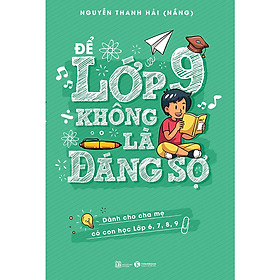 NGUYỄN THANH HẢI (NẮNG)
ĐỂ
LỚP 9
KHÔNG
LÀ
ĐÁNG SỢ
Dành cho cha mẹ
có con học lớp 6, 7, 8, 9